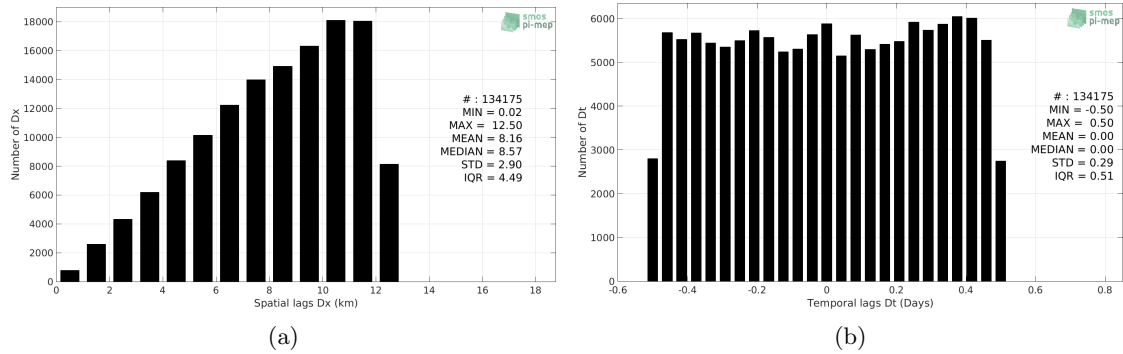 18000
16000
14000
12000
10000
8000
6000
4000
2000
0
Number of Dx
0 2 4 6 8 10 12 14 16 18
Spatial lags Dx (km)
smos
pi-mep
# : 134175
MIN = 0.02
MAX = 12.50
MEAN = 8.16
MEDIAN = 8.57
STD = 2.90
IQR = 4.49
(a)
6000
5000
4000
3000
2000
1000
0
Number of Dt
-0.6 -0.4 -0.2 0 0.2 0.4 0.6 0.8
Temporal lags Dt (Days)
smos
pi-mep
# : 134175
MIN = -0.50
MAX = 0.50
MEAN = 0.00
MEDIAN = 0.00
STD = 0.29
IQR = 0.51
(b)